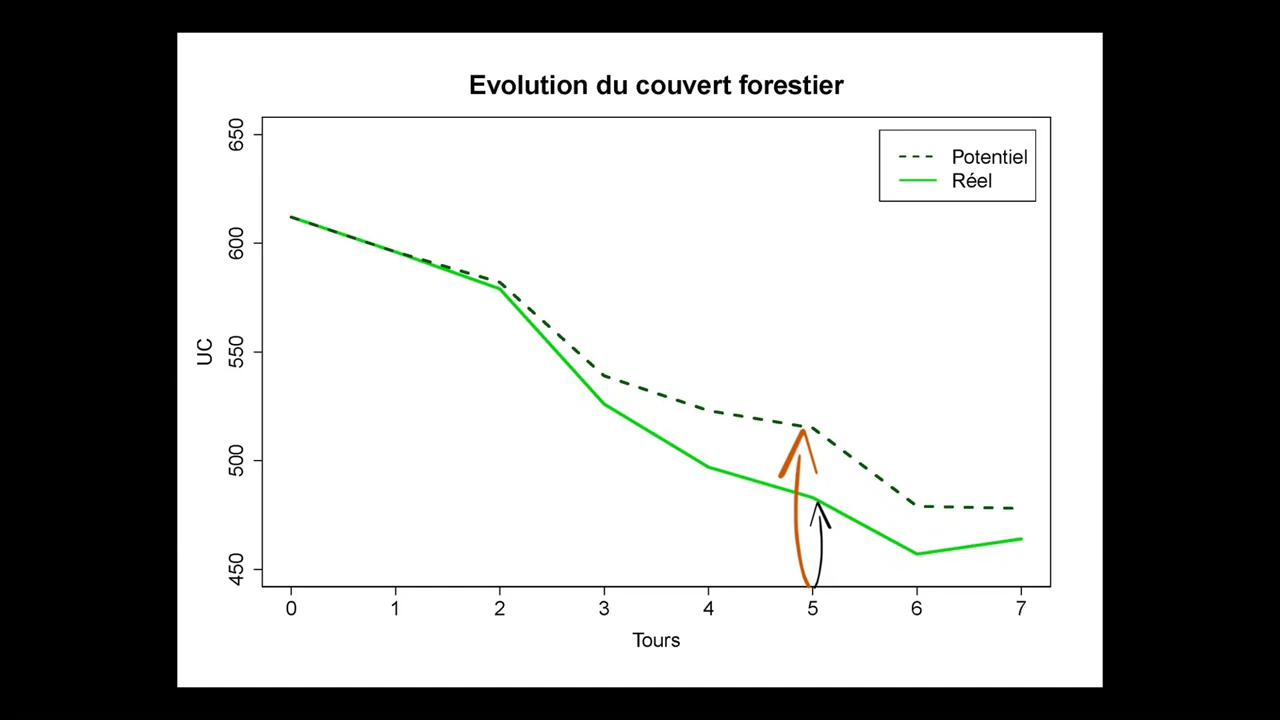 Evolution du couvert forestier
650
600
550
500
450
UC
Potentiel
Réel
0 1 2 3 4 5 6 7
Tours